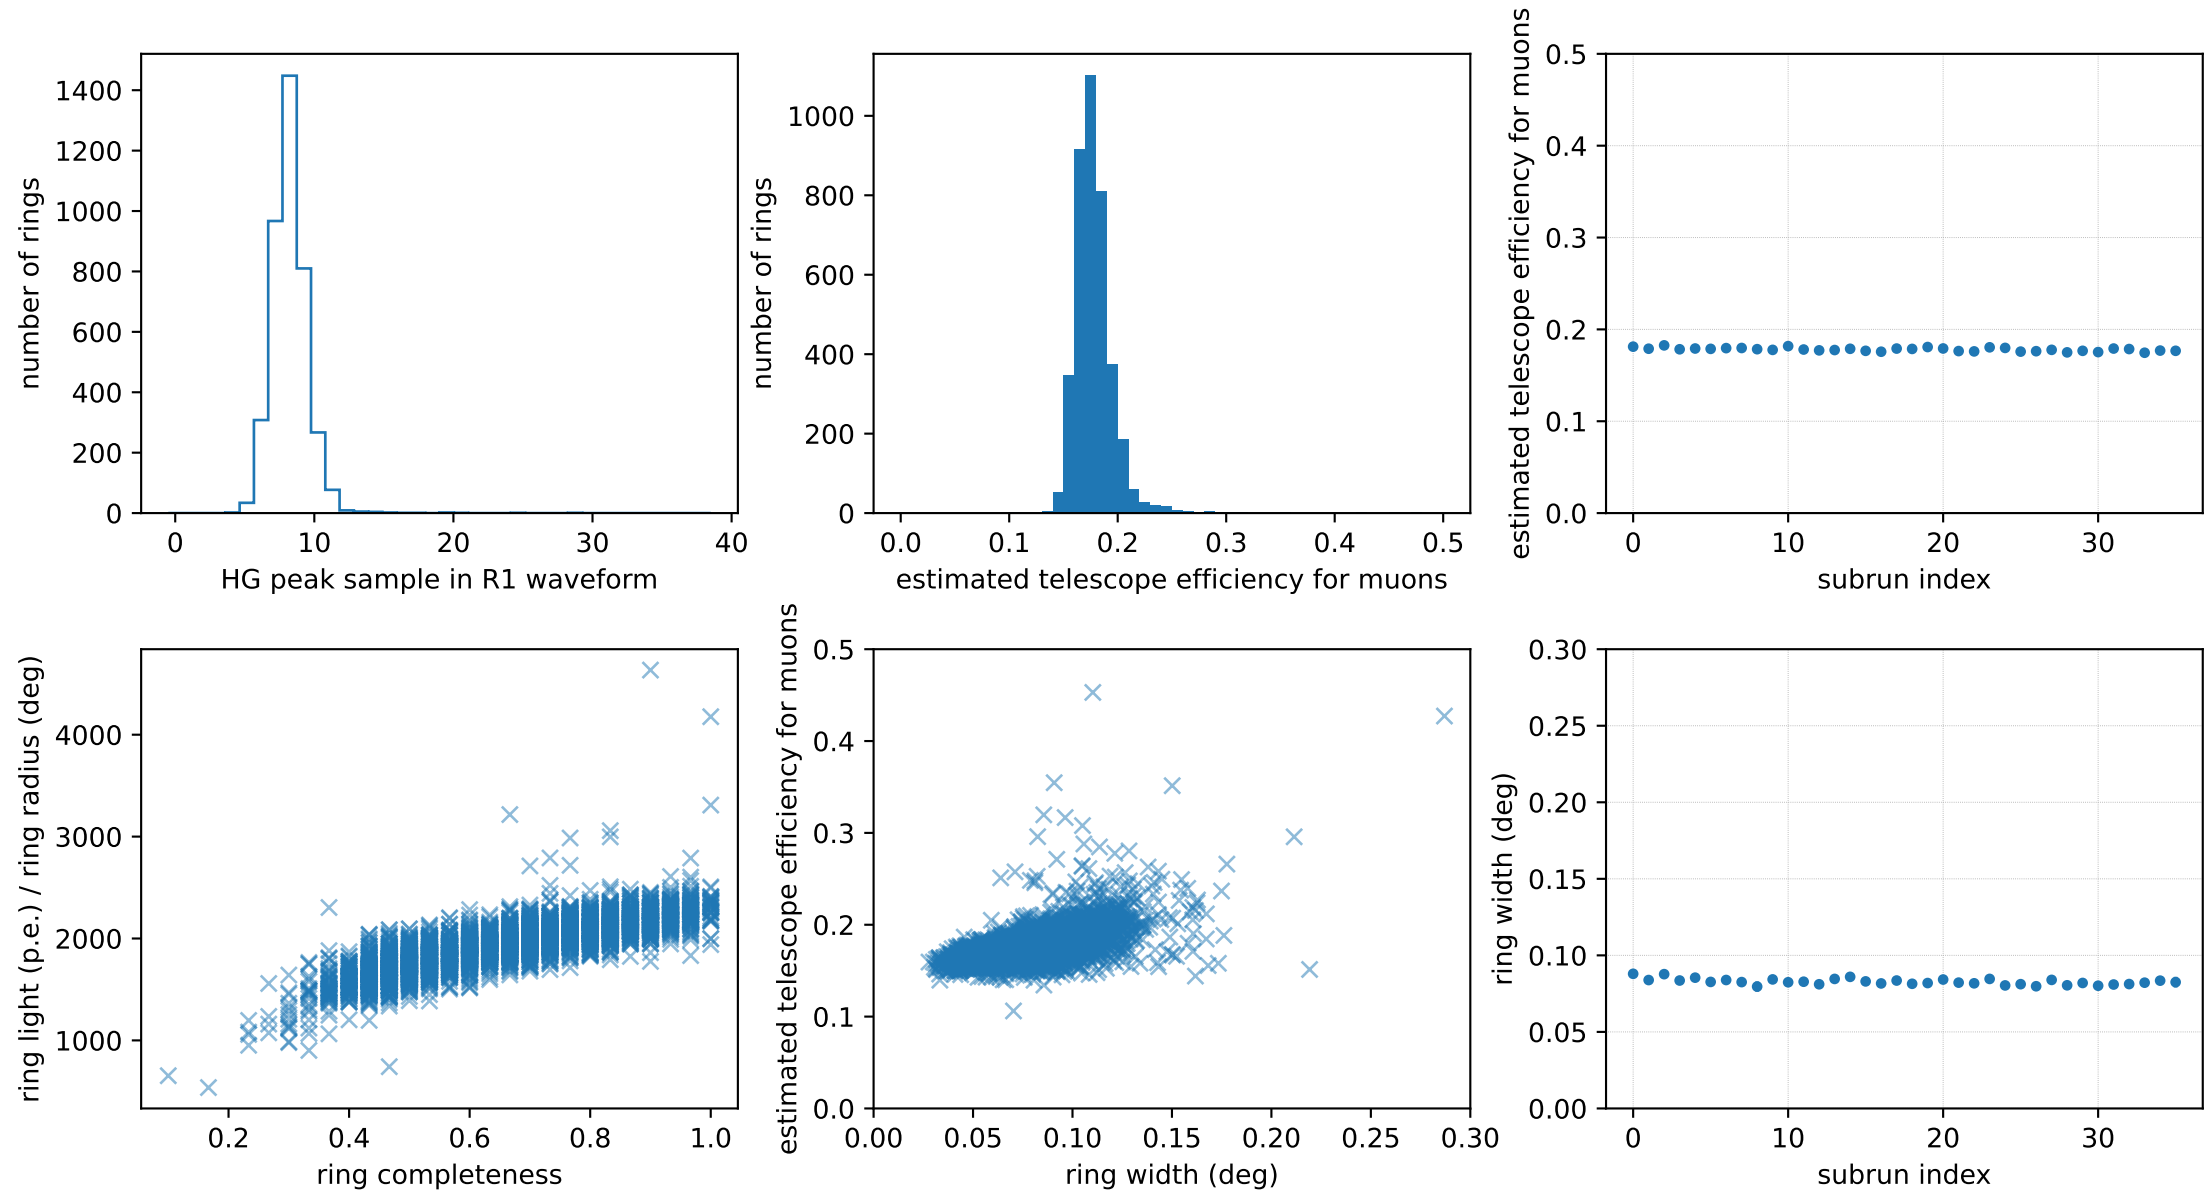 number of rings
1400
1200
1000
800
600
400
200
0
0 10 20 30 40
HG peak sample in R1 waveform
number of rings
1000
800
600
400
200
0
0.0 0.1 0.2 0.3 0.4 0.5
estimated telescope efficiency for muons
estimated telescope efficiency for muons
0.5
0.4
0.3
0.2
0.1
0.0
0 10 20 30
subrun index
ring light (p.e.) / ring radius (deg)
4000
3000
2000
1000
0.2 0.4 0.6 0.8 1.0
ring completeness
estimated telescope efficiency for muons
0.5
0.4
0.3
0.2
0.1
0.0
0.00 0.05 0.10 0.15 0.20 0.25 0.30
ring width (deg)
ring width (deg)
0.30
0.25
0.20
0.15
0.10
0.05
0.00
0 10 20 30
subrun index